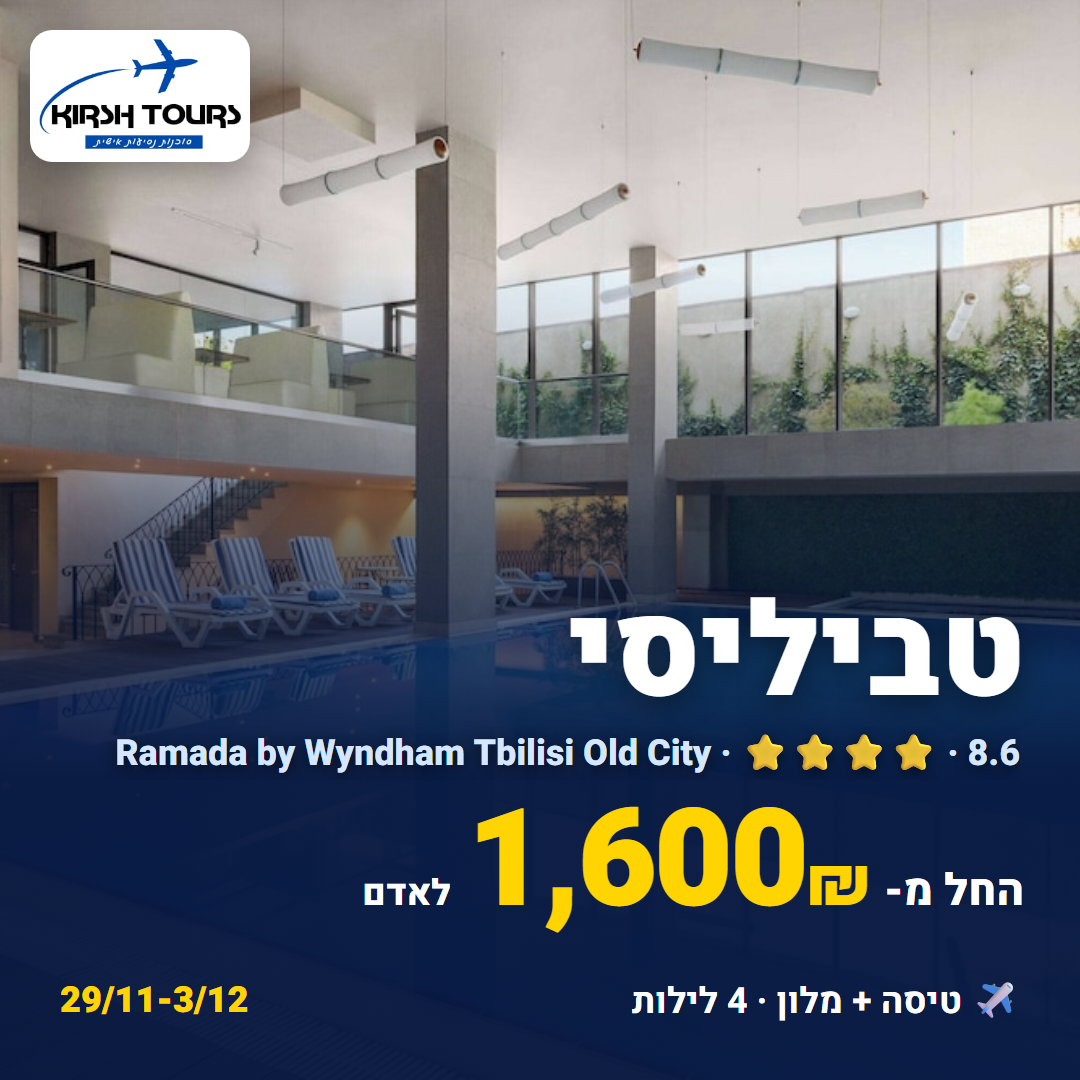 KIRSH TOURS
סוכנות נסיעות אישית
טביליסי
Ramada by Wyndham Tbilisi Old City · ⭐⭐⭐⭐ · 8.6
החל מ- ₪1,600 לאדם
✈️ טיסה + מלון · 4 לילות
29/11-3/12